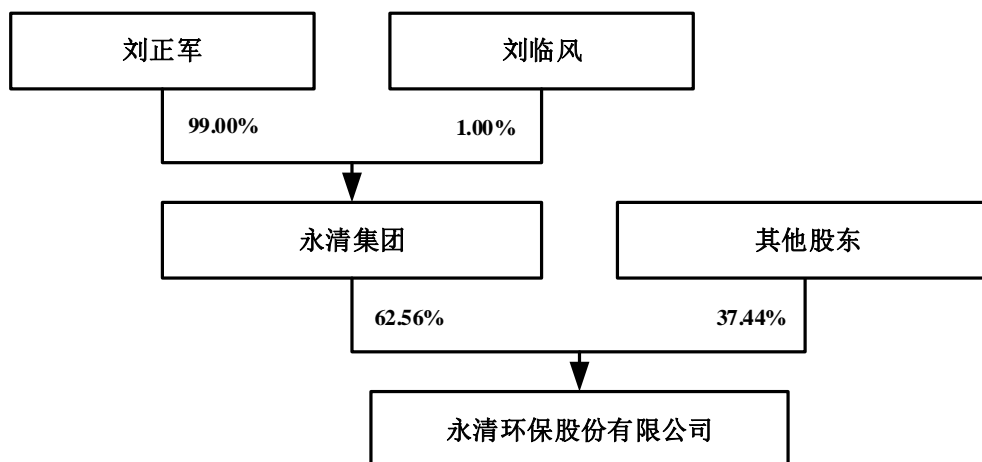 刘正军
刘临风
99.00%
1.00%
永清集团
其他股东
62.56%
37.44%
永清环保股份有限公司